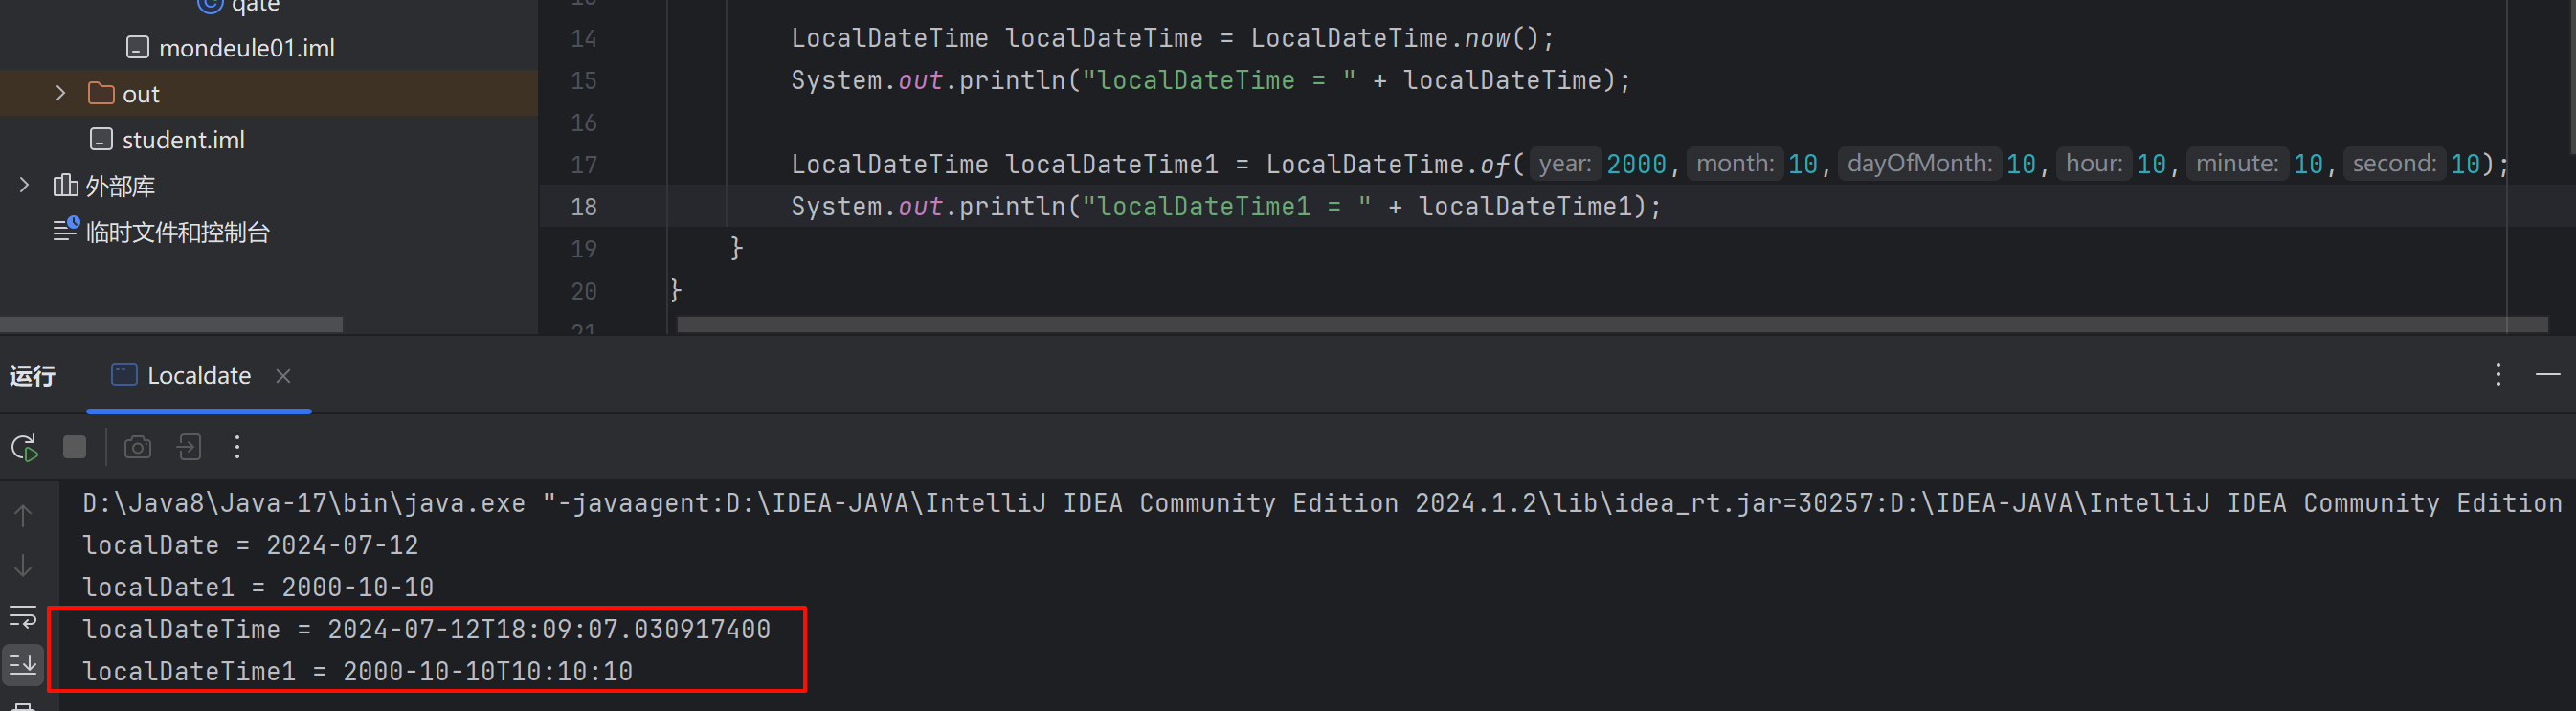 qate
mondeule01.iml
out
student.iml
外部库
临时文件和控制台
14 LocalDateTime localDateTime = LocalDateTime.now();
15 System.out.println("localDateTime = " + localDateTime);
16
17 LocalDateTime localDateTime1 = LocalDateTime.of( year: 2000, month: 10, dayOfMonth: 10, hour: 10, minute: 10, second: 10);
18 System.out.println("localDateTime1 = " + localDateTime1);
19 }
20 }
21
运行 Localdate
D:\Java8\Java-17\bin\java.exe "-javaagent:D:\IDEA-JAVA\IntelliJ IDEA Community Edition 2024.1.2\lib\idea_rt.jar=30257:D:\IDEA-JAVA\IntelliJ IDEA Community Edition
localDate = 2024-07-12
localDate1 = 2000-10-10
localDateTime = 2024-07-12T18:09:07.030917400
localDateTime1 = 2000-10-10T10:10:10